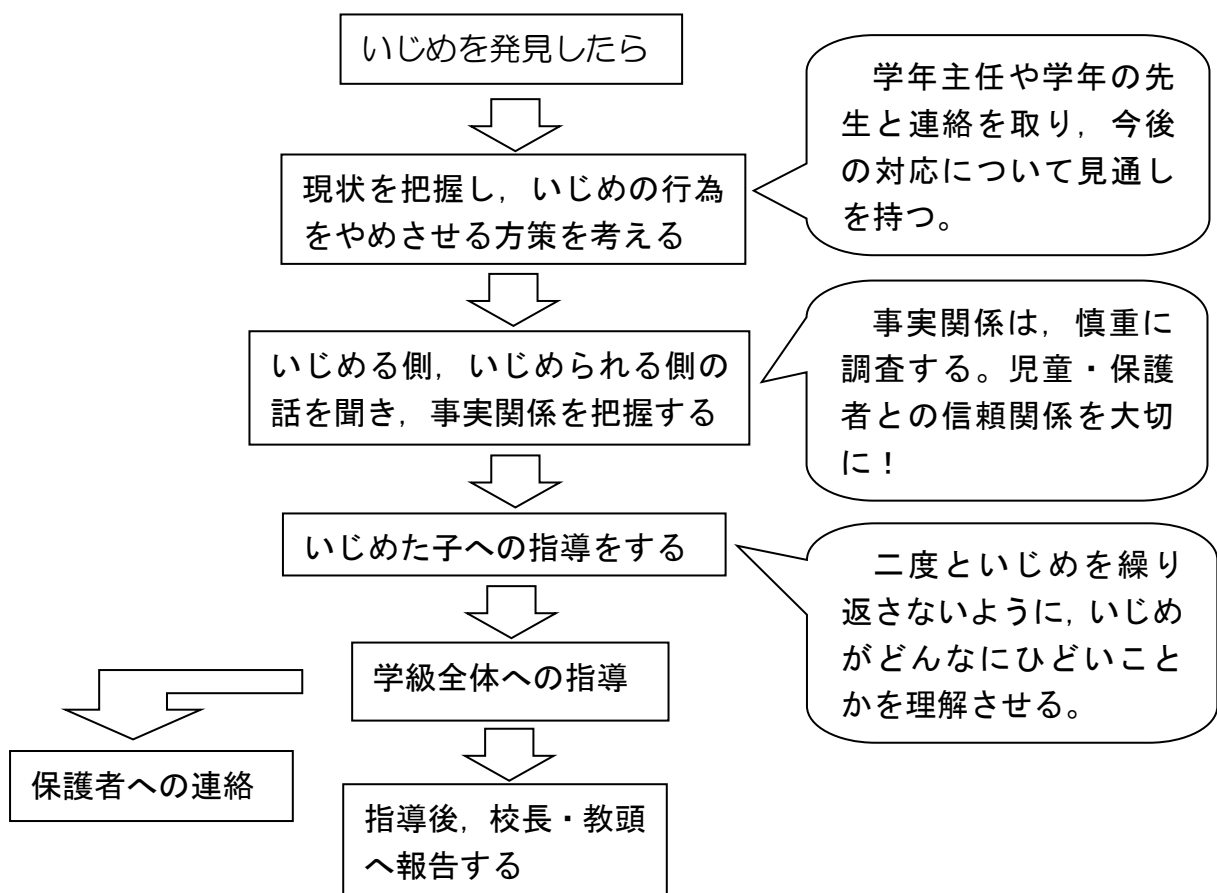 いじめを発見したら
学年主任や学年の先
生と連絡を取り，今後
の対応について見通し
を持つ。
現状を把握し，いじめの行為
をやめさせる方策を考える
事実関係は，慎重に
調査する。児童・保護
者との信頼関係を大切
に！
いじめる側，いじめられる側の
話を聞き，事実関係を把握する
いじめた子への指導をする
二度といじめを繰り
返さないように，いじめ
がどんなにひどいこと
かを理解させる。
学級全体への指導
保護者への連絡
指導後，校長・教頭
へ報告する